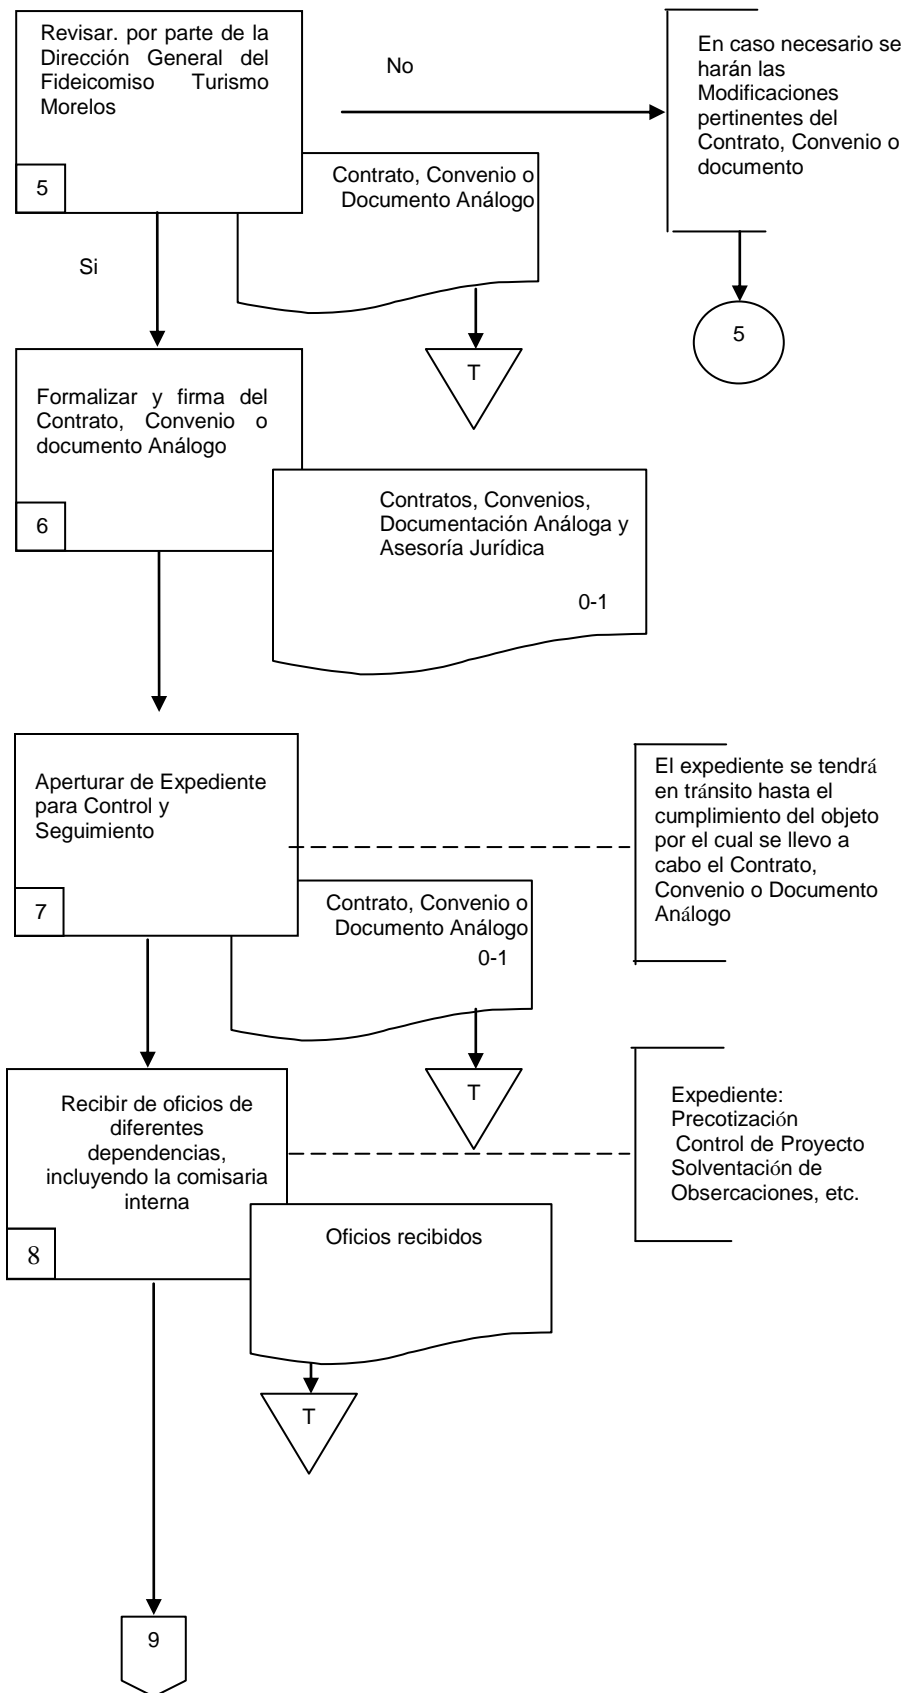 Revisar. por parte de la
Dirección General del
Fideicomiso Turismo
Morelos
5
No
En caso necesario se
harán las
Modificaciones
pertinentes del
Contrato, Convenio o
documento
Contrato, Convenio o
Documento Análogo
Si
T
5
Formalizar y firma del
Contrato, Convenio o
documento Análogo
6
Contratos, Convenios,
Documentación Análoga y
Asesoría Jurídica
0-1
Aperturar de Expediente
para Control y
Seguimiento
7
El expediente se tendrá
en tránsito hasta el
cumplimiento del objeto
por el cual se llevo a
cabo el Contrato,
Convenio o Documento
Análogo
Contrato, Convenio o
Documento Análogo
0-1
T
Recibir de oficios de
diferentes
dependencias,
incluyendo la comisaria
interna
8
Expediente:
Precotización
Control de Proyecto
Solventación de
Obsercaciones, etc.
Oficios recibidos
T
9